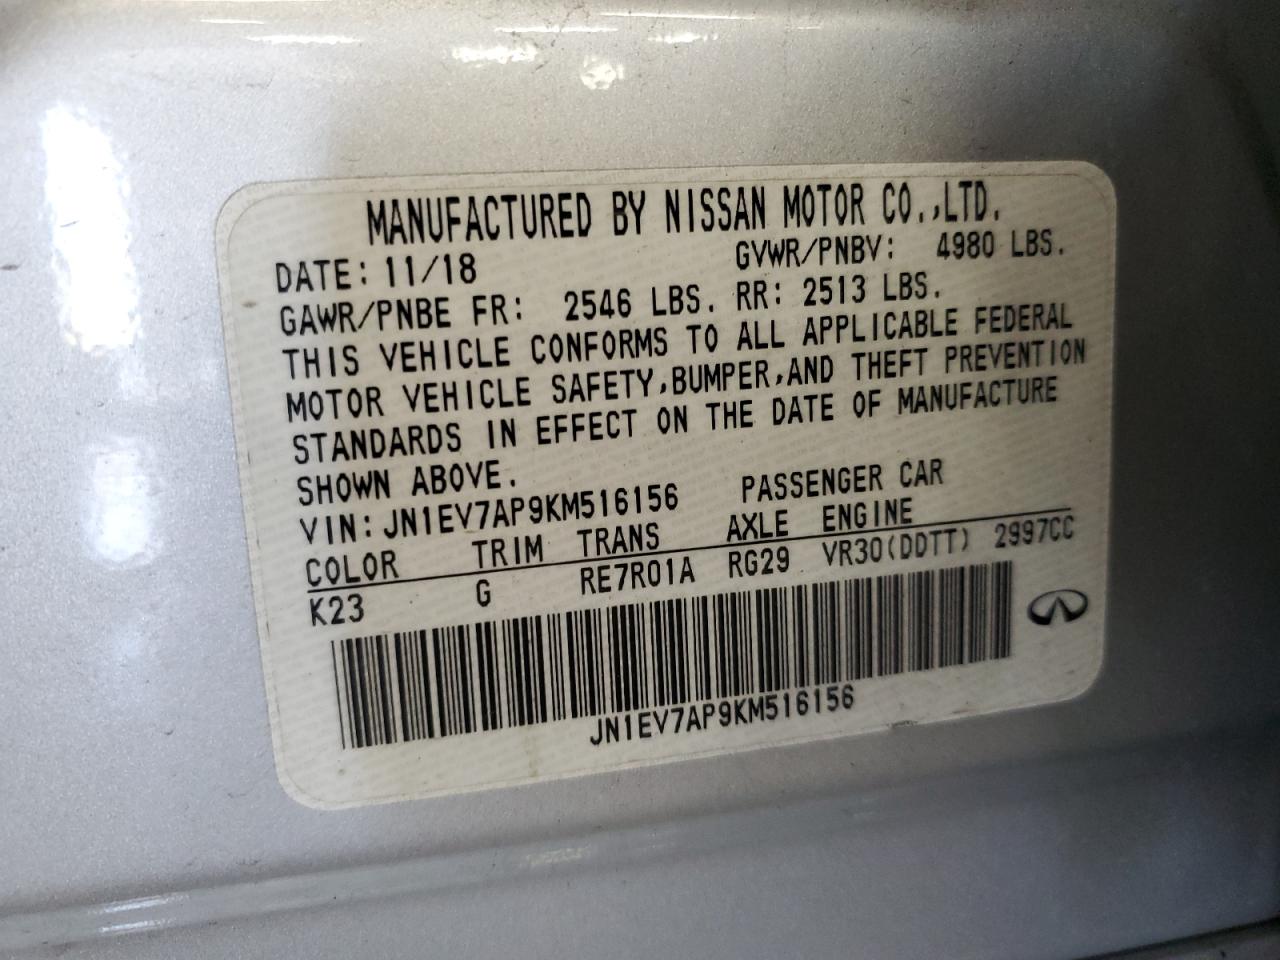 MANUFACTURED BY NISSAN MOTOR CO.,LTD.
DATE: 11/18 GVWR/PNBV: 4980 LBS.
GAWR/PNBE FR: 2546 LBS. RR: 2513 LBS.
THIS VEHICLE CONFORMS TO ALL APPLICABLE FEDERAL
MOTOR VEHICLE SAFETY,BUMPER,AND THEFT PREVENTION
STANDARDS IN EFFECT ON THE DATE OF MANUFACTURE
SHOWN ABOVE.
VIN: JN1EV7AP9KM516156 PASSENGER CAR
COLOR TRIM TRANS AXLE ENGINE
K23 G RE7R01A RG29 VR30(DDTT) 2997CC
JN1EV7AP9KM516156